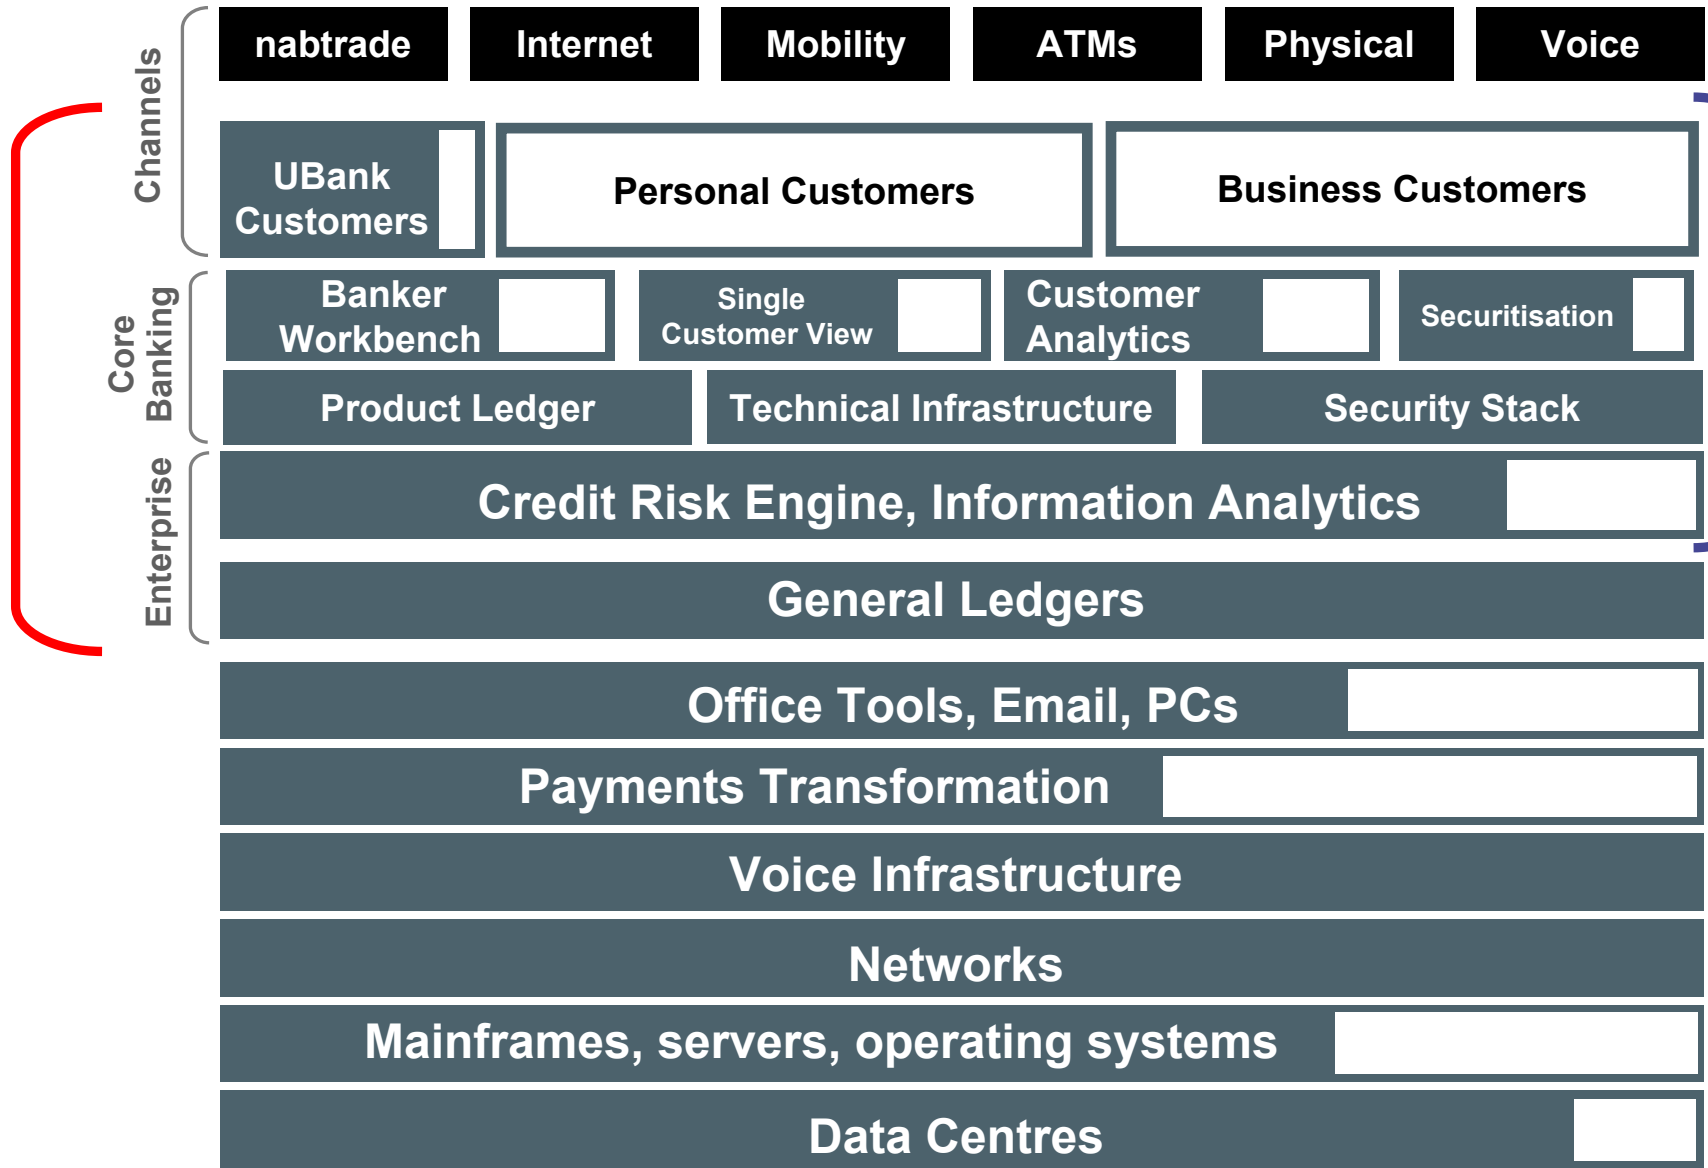 nabtrade
Internet
Mobility
ATMs
Physical
Voice
Channels
UBank
Customers
Personal Customers
Business Customers
Core
Banking
Banker
Workbench
Single
Customer View
Customer
Analytics
Securitisation
Product Ledger
Technical Infrastructure
Security Stack
Enterprise
Credit Risk Engine, Information Analytics
General Ledgers
Office Tools, Email, PCs
Payments Transformation
Voice Infrastructure
Networks
Mainframes, servers, operating systems
Data Centres